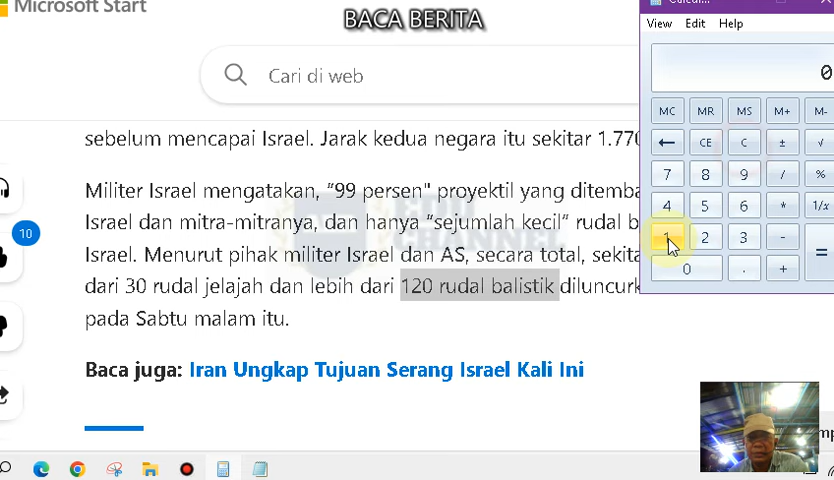 Microsoft Start
BACA BERITA
Cari di web
sebelum mencapai Israel. Jarak kedua negara itu sekitar 1.770
Militer Israel mengatakan, “99 persen" proyektil yang ditemba
Israel dan mitra-mitranya, dan hanya “sejumlah kecil” rudal b
Israel. Menurut pihak militer Israel dan AS, secara total, sekita
dari 30 rudal jelajah dan lebih dari 120 rudal balistik diluncurk
pada Sabtu malam itu.
Baca juga: Iran Ungkap Tujuan Serang Israel Kali Ini
10
EDU
CHANNEL
View Edit Help
0
MC MR MS M+ M-
← CE C ± √
7 8 9 / %
4 5 6 * 1/x
1 2 3 - =
0 . +